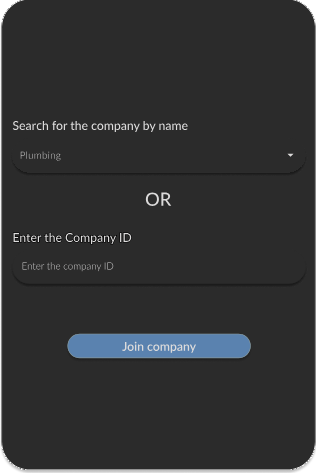 Search for the company by name
Plumbing
OR
Enter the Company ID
Enter the company ID
Join company